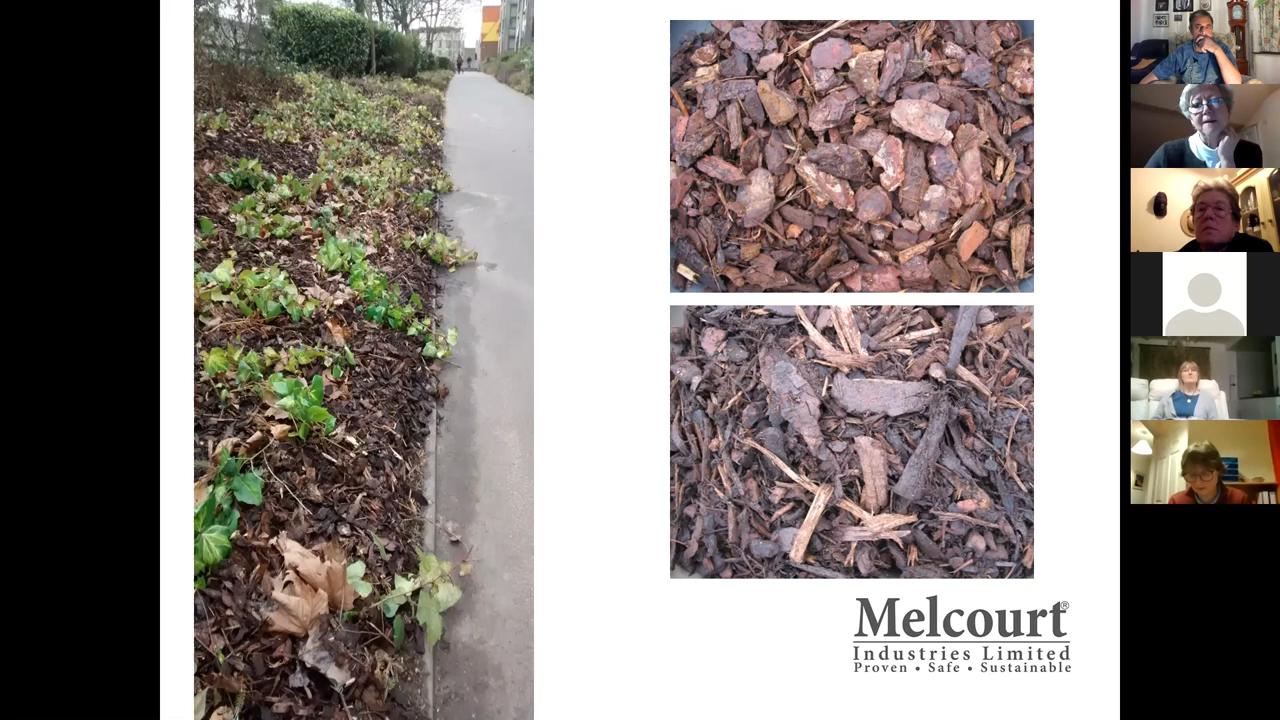 Melcourt®
Industries Limited
Proven • Safe • Sustainable